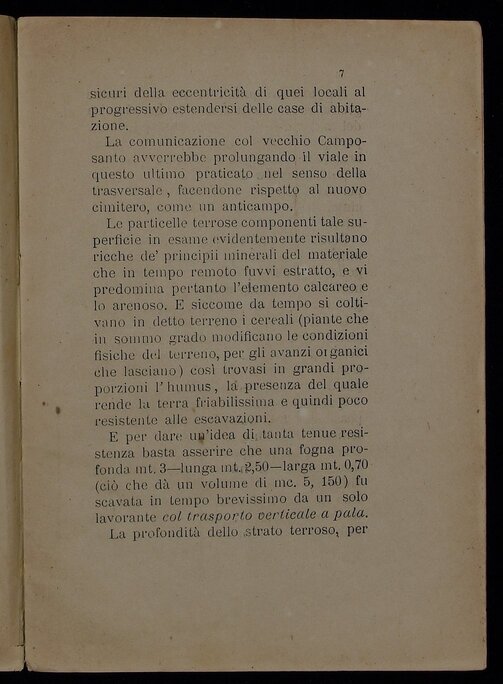 7
sicuri della eccentricità di quei locali al
progressivo estendersi delle case di abita-
zione.
La comunicazione col vecchio Campo-
santo avverrebbe prolungando il viale in
questo ultimo praticato nel senso della
trasversale, facendone rispetto al nuovo
cimitero, come un anticampo.
Le particelle terrose componenti tale su-
perficie in esame evidentemente risultano
ricche de' principii minerali del materiale
che in tempo remoto fuvvi estratto, e vi
predomina pertanto l'elemento calcareo e
lo arenoso. E siccome da tempo si colti-
vano in detto terreno i cereali (piante che
in sommo grado modificano le condizioni
fisiche del terreno, per gli avanzi organici
che lasciano) così trovasi in grandi pro-
porzioni l'humus, la presenza del quale
rende la terra friabilissima e quindi poco
resistente alle escavazioni.
E per dare un'idea di tanta tenue resi-
stenza basta asserire che una fogna pro-
fonda mt. 3—lunga mt. 2,50—larga mt. 0,70
(ciò che dà un volume di mc. 5, 150) fu
scavata in tempo brevissimo da un solo
lavorante col trasporto verticale a pala.
La profondità dello strato terroso, per